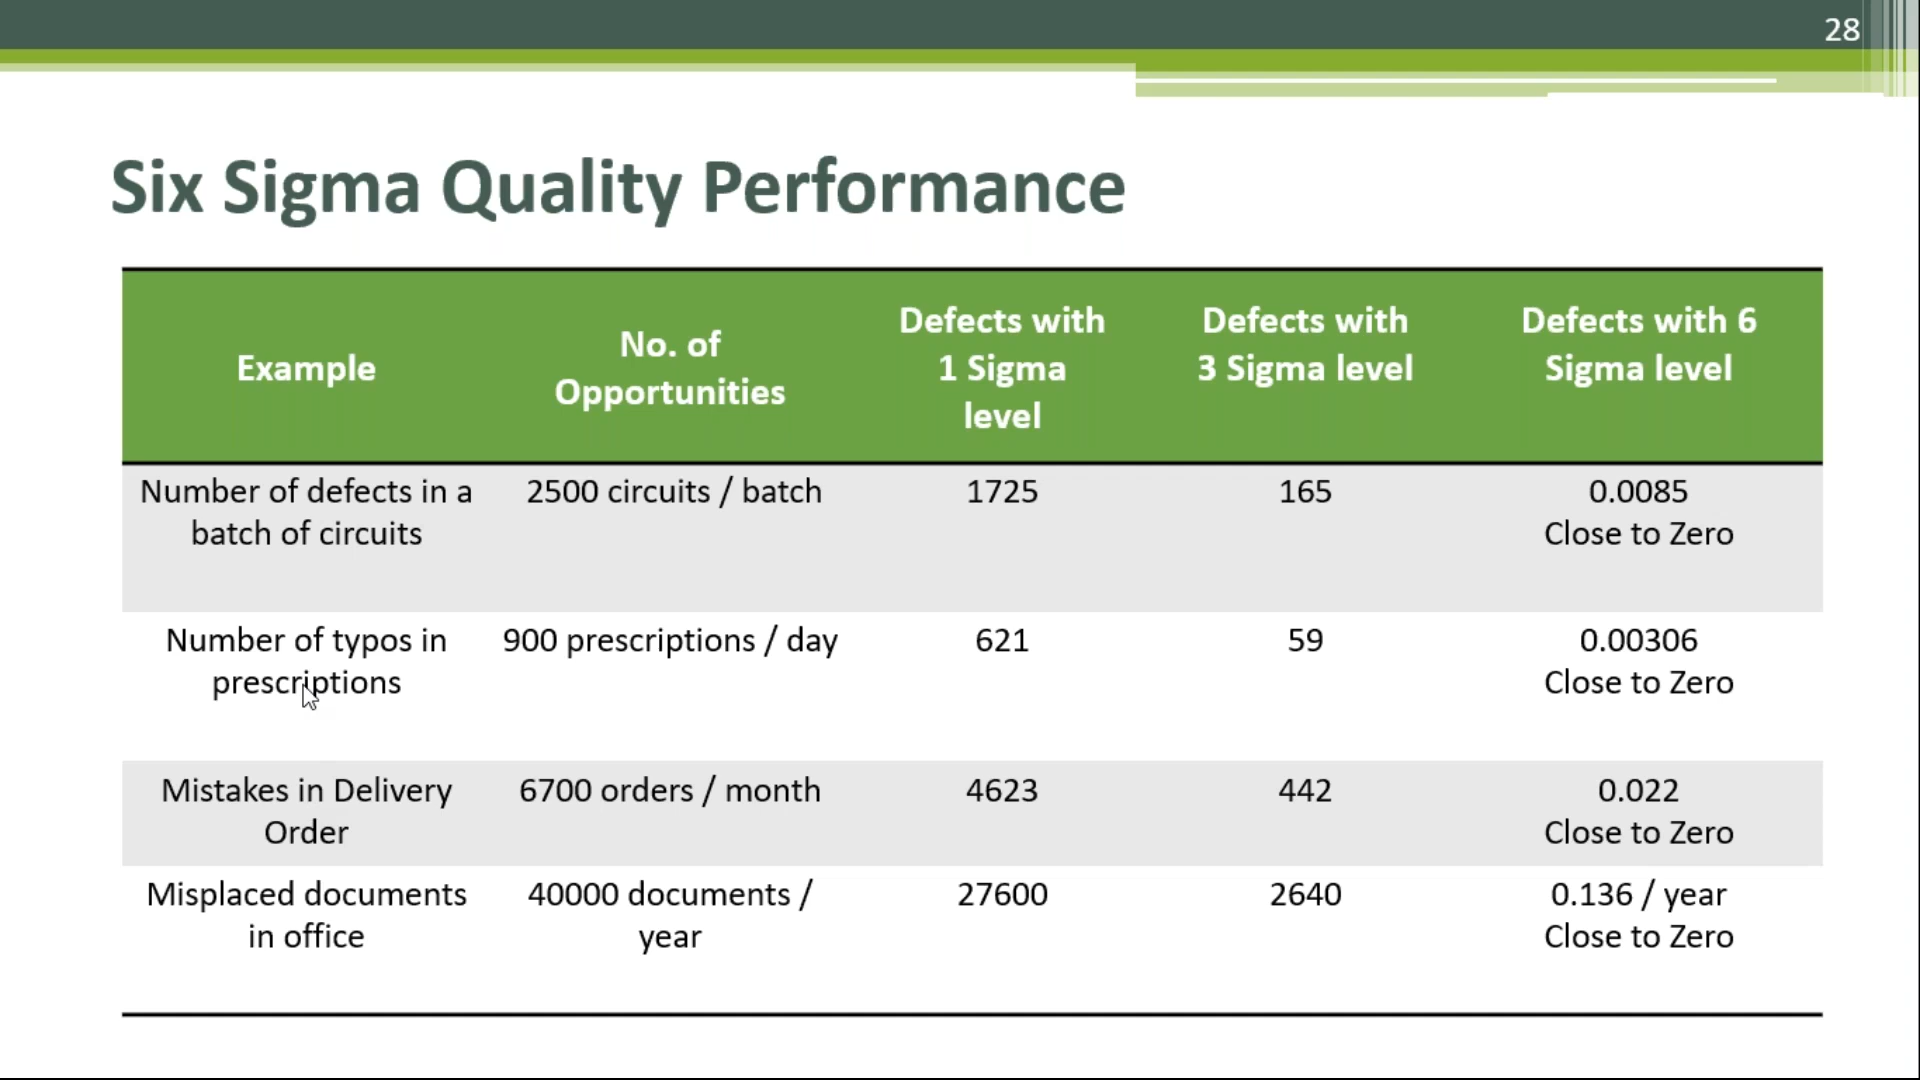 28
Six Sigma Quality Performance
Example
No. of
Opportunities
Defects with
1 Sigma
level
Defects with
3 Sigma level
Defects with 6
Sigma level
Number of defects in a
batch of circuits
2500 circuits / batch
1725
165
0.0085
Close to Zero
Number of typos in
prescriptions
900 prescriptions / day
621
59
0.00306
Close to Zero
Mistakes in Delivery
Order
6700 orders / month
4623
442
0.022
Close to Zero
Misplaced documents
in office
40000 documents /
year
27600
2640
0.136 / year
Close to Zero